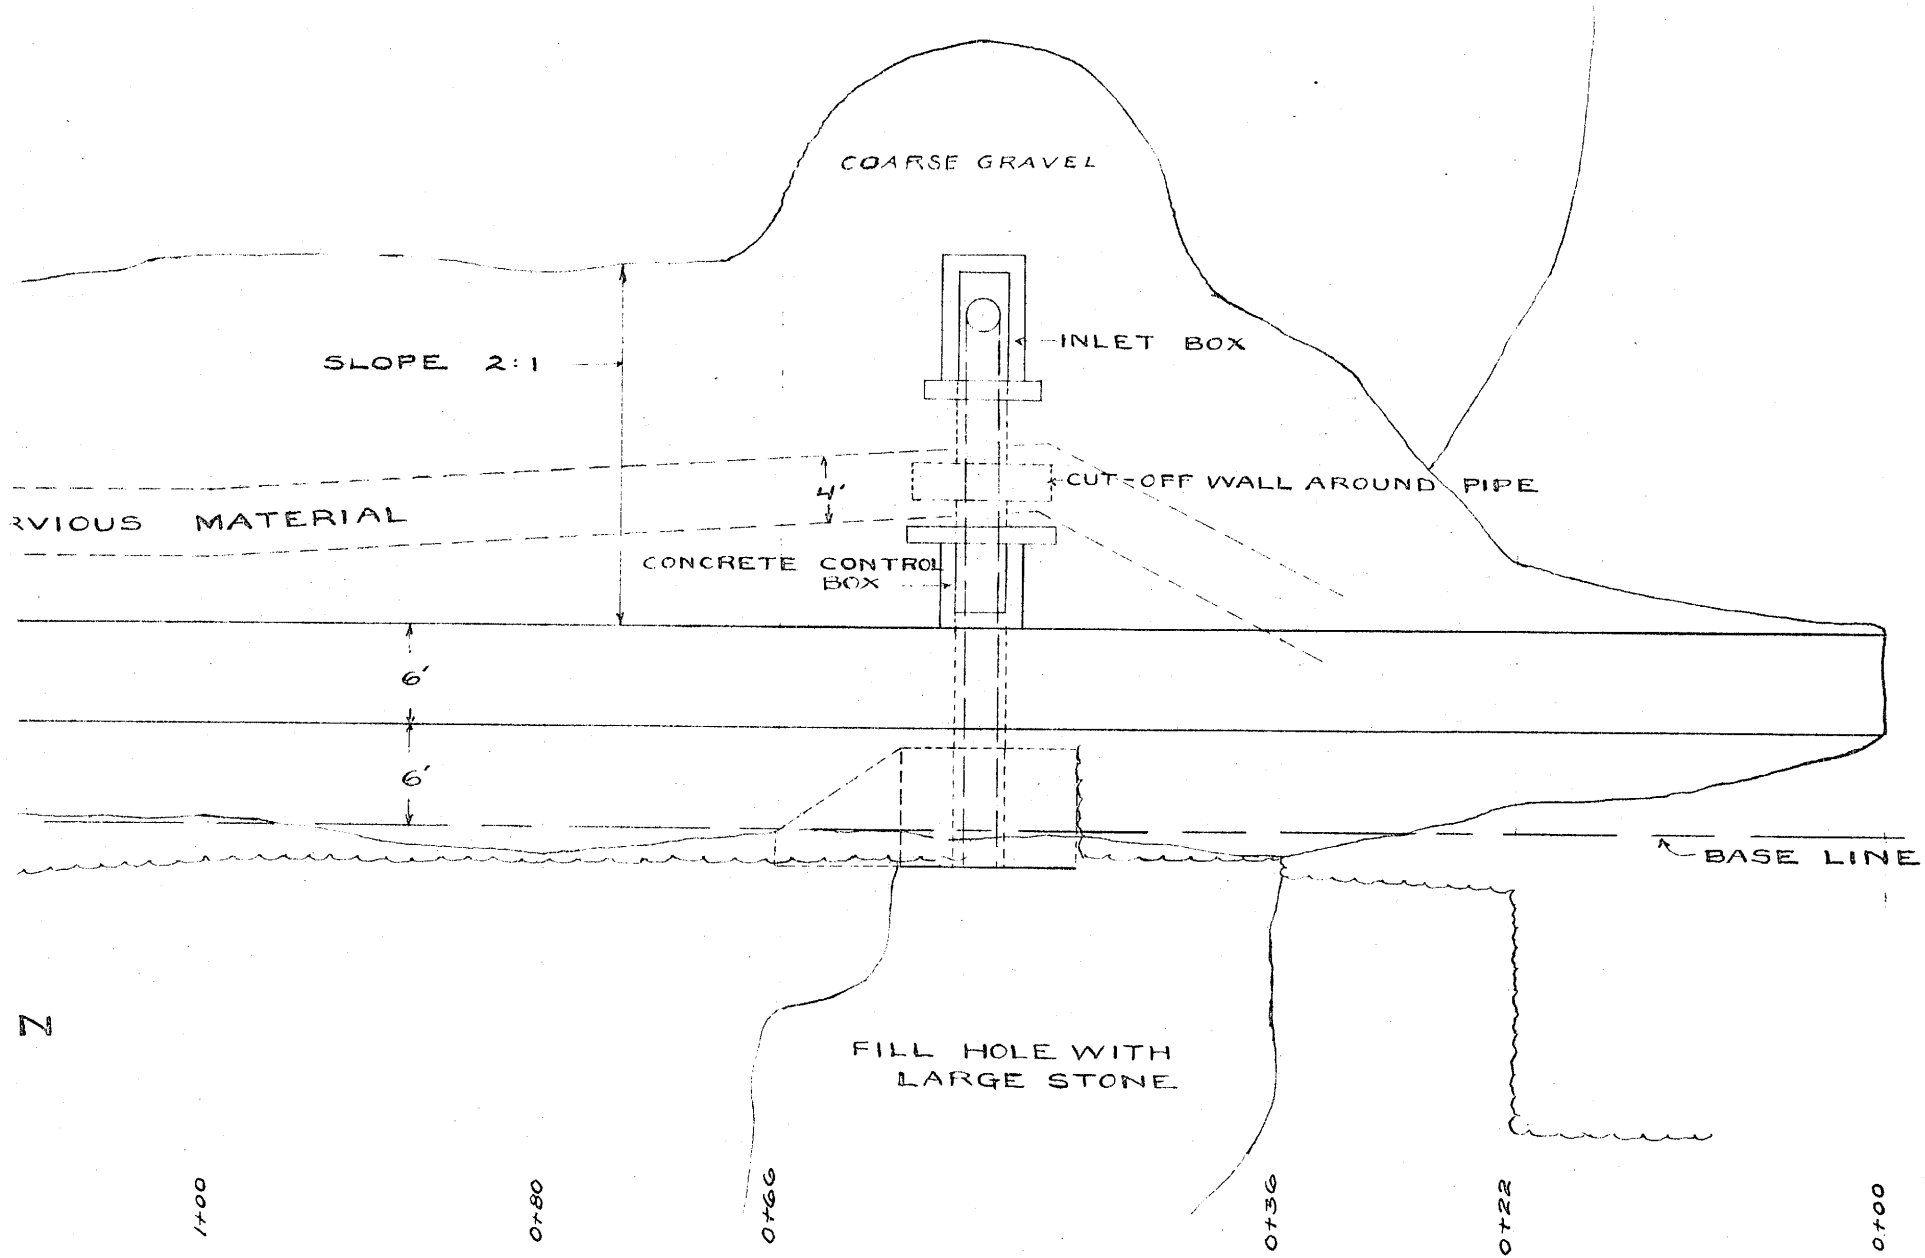 COARSE GRAVEL
INLET BOX
SLOPE 2:1
4'
CUT-OFF WALL AROUND PIPE
RVIOUS MATERIAL
CONCRETE CONTROL
BOX
6'
6'
BASE LINE
N
FILL HOLE WITH
LARGE STONE
1+00
0+80
0+66
0+36
0+22
0+00